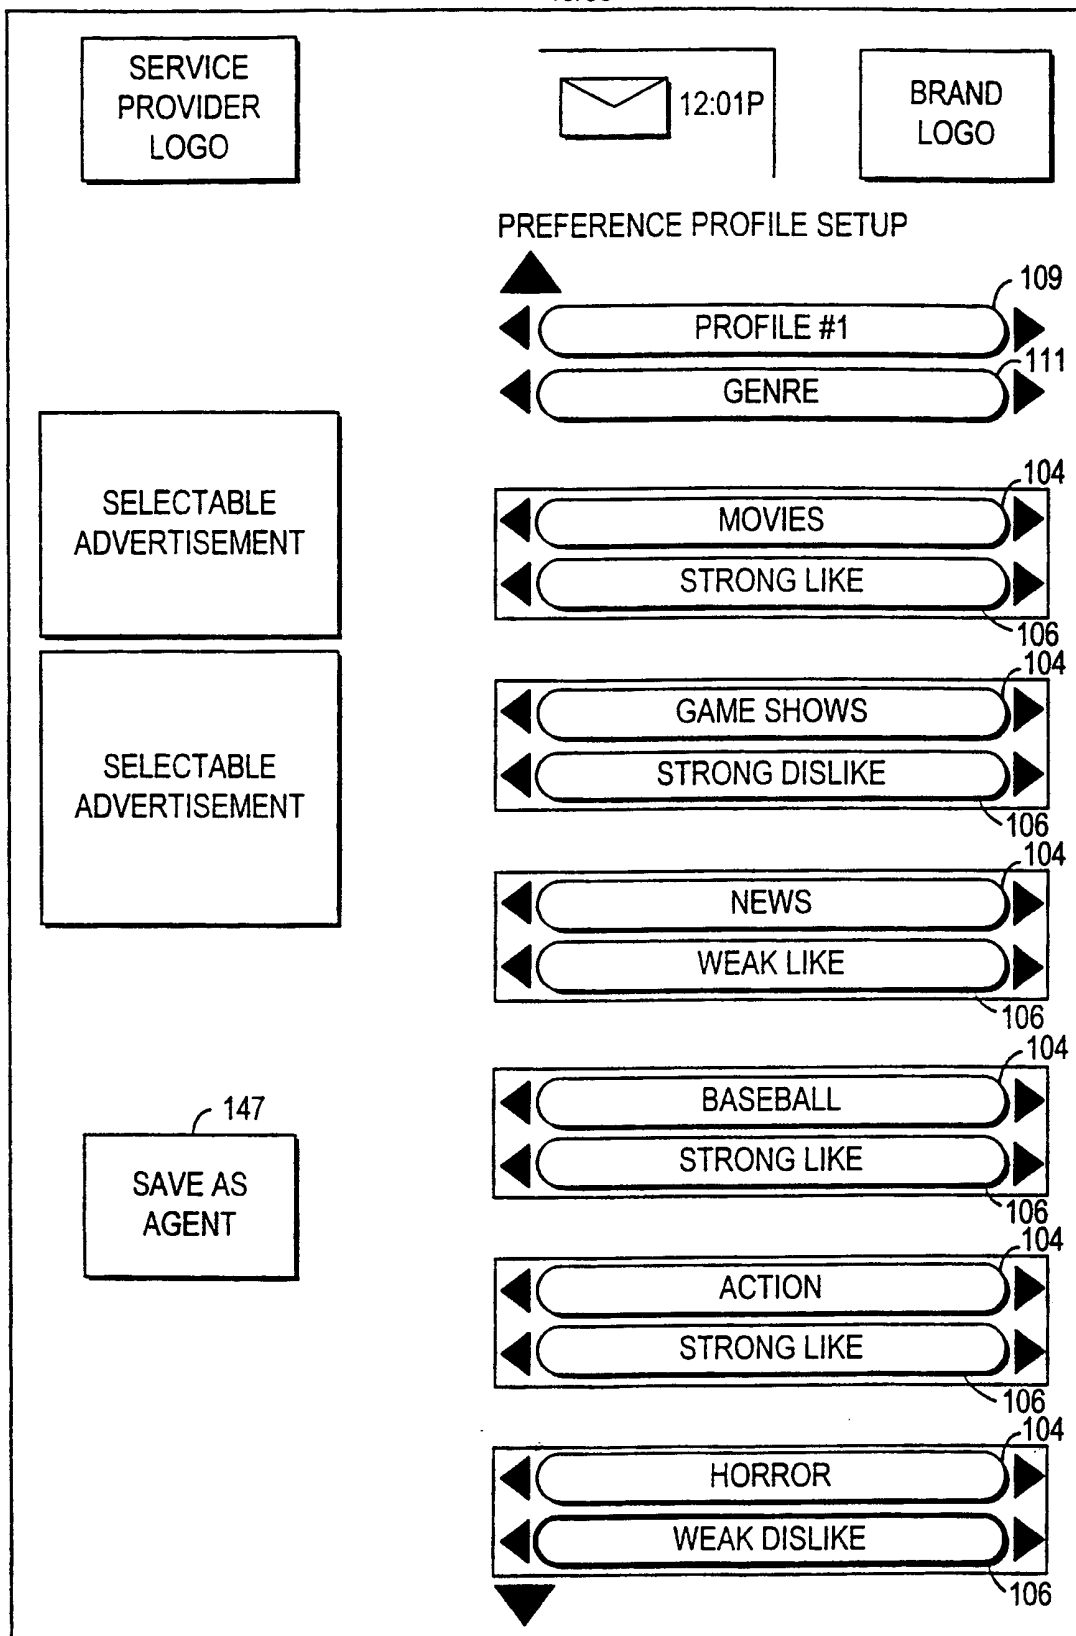 SERVICE
PROVIDER
LOGO
12:01P
BRAND
LOGO
PREFERENCE PROFILE SETUP
109
PROFILE #1
111
GENRE
SELECTABLE
ADVERTISEMENT
104
MOVIES
STRONG LIKE
106
SELECTABLE
ADVERTISEMENT
104
GAME SHOWS
STRONG DISLIKE
106
104
NEWS
WEAK LIKE
106
147
SAVE AS
AGENT
104
BASEBALL
STRONG LIKE
106
104
ACTION
STRONG LIKE
106
104
HORROR
WEAK DISLIKE
106